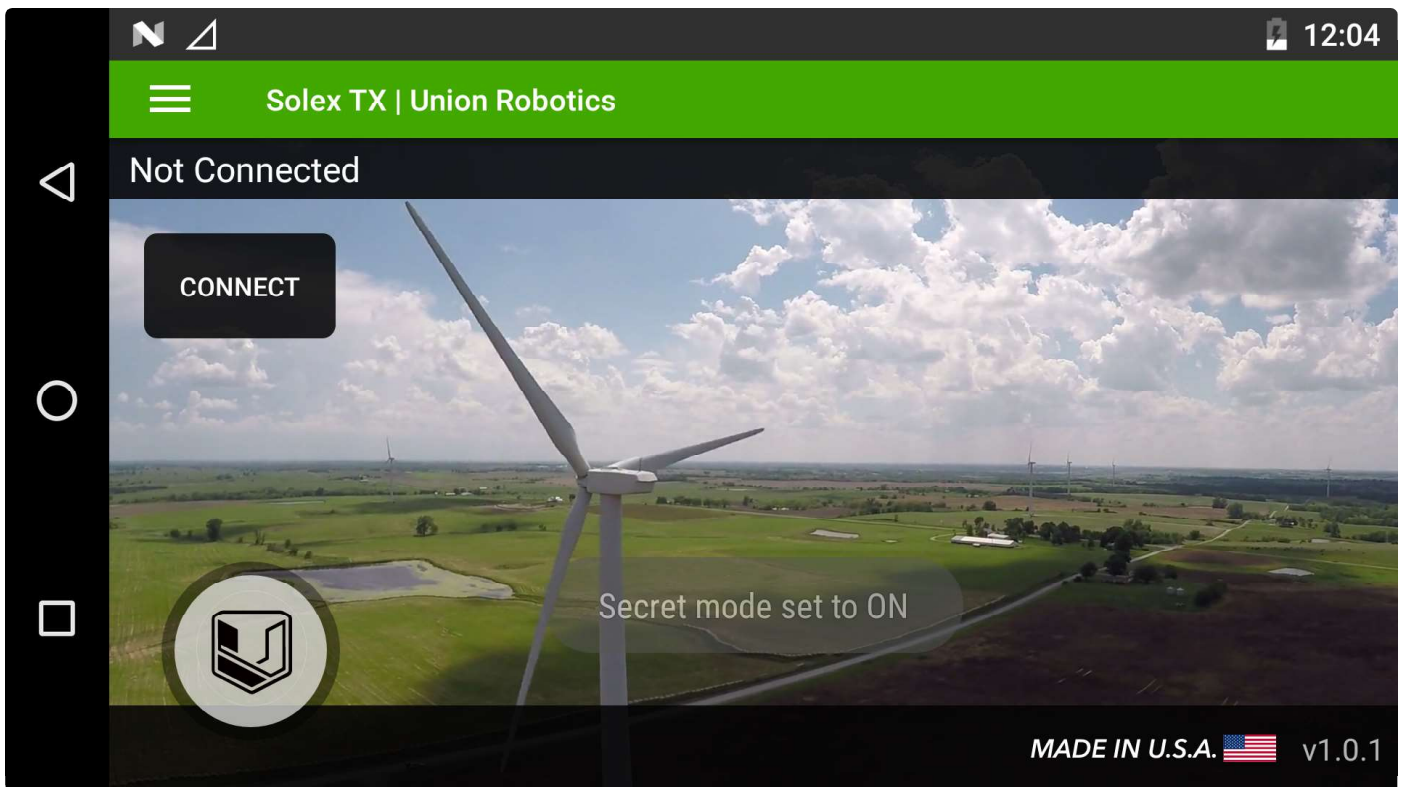 12:04
Solex TX | Union Robotics
Not Connected
CONNECT
Secret mode set to ON
MADE IN U.S.A.
v1.0.1